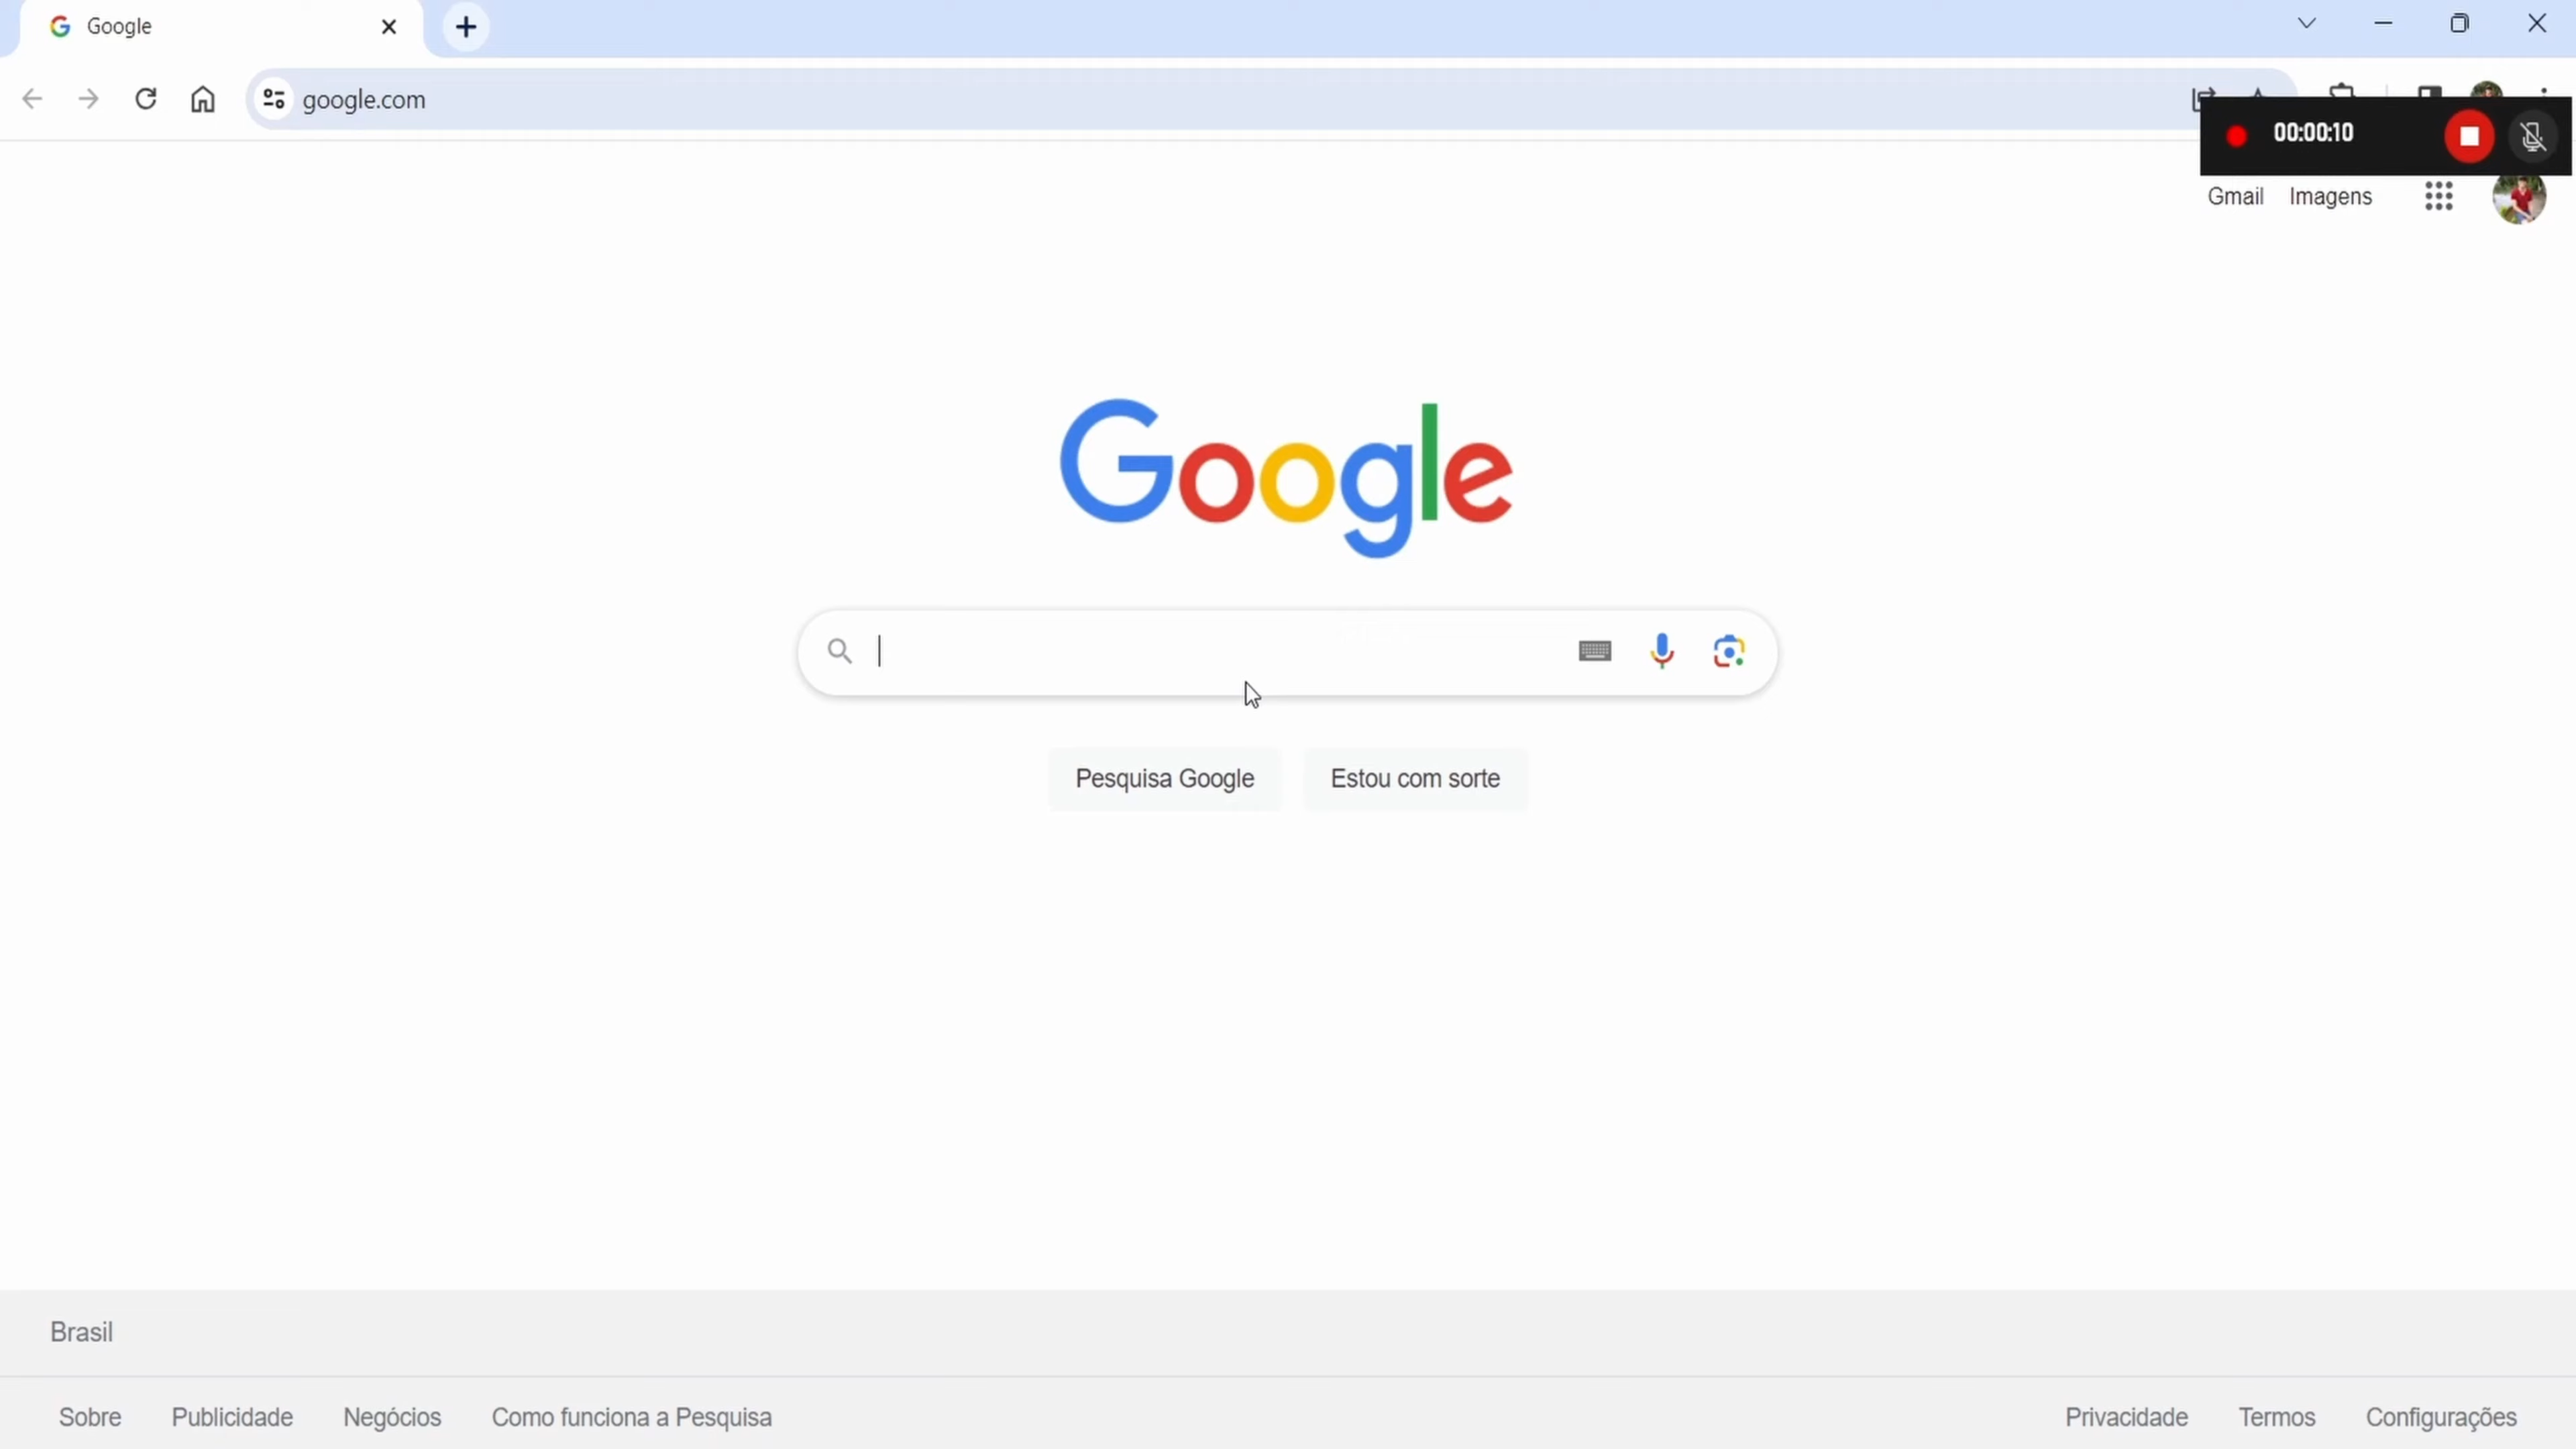 Google
google.com
00:00:10
Gmail Imagens
Google
Pesquisa Google Estou com sorte
Brasil
Sobre Publicidade Negócios Como funciona a Pesquisa Privacidade Termos Configurações